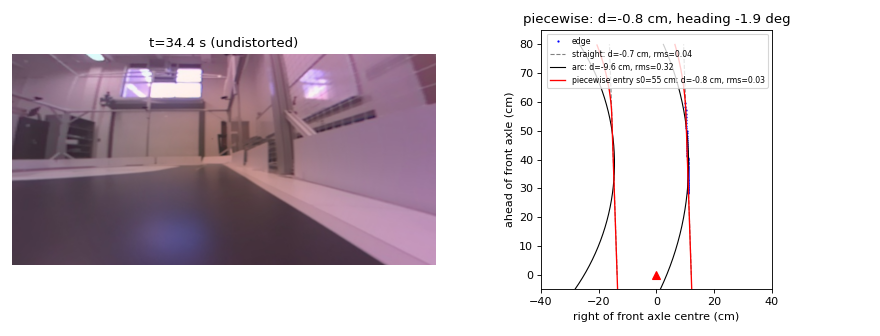 t=34.4 s (undistorted)
piecewise: d=-0.8 cm, heading -1.9 deg
edge
straight: d=-0.7 cm, rms=0.04
arc: d=-9.6 cm, rms=0.32
piecewise entry s0=55 cm: d=-0.8 cm, rms=0.03
ahead of front axle (cm)
80
70
60
50
40
30
20
10
0
−40
−20
0
20
40
right of front axle centre (cm)